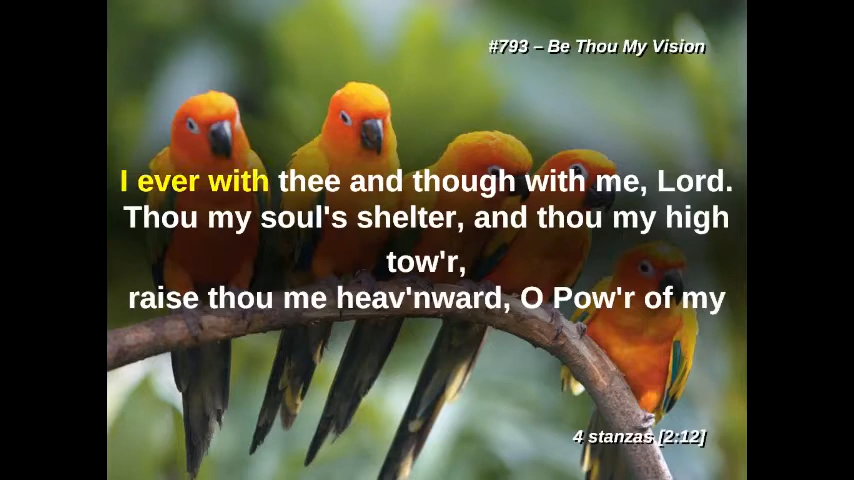 #793 – Be Thou My Vision
I ever with thee and though with me, Lord.
Thou my soul's shelter, and thou my high
tow'r,
raise thou me heav'nward, O Pow'r of my
4 stanzas [2:12]